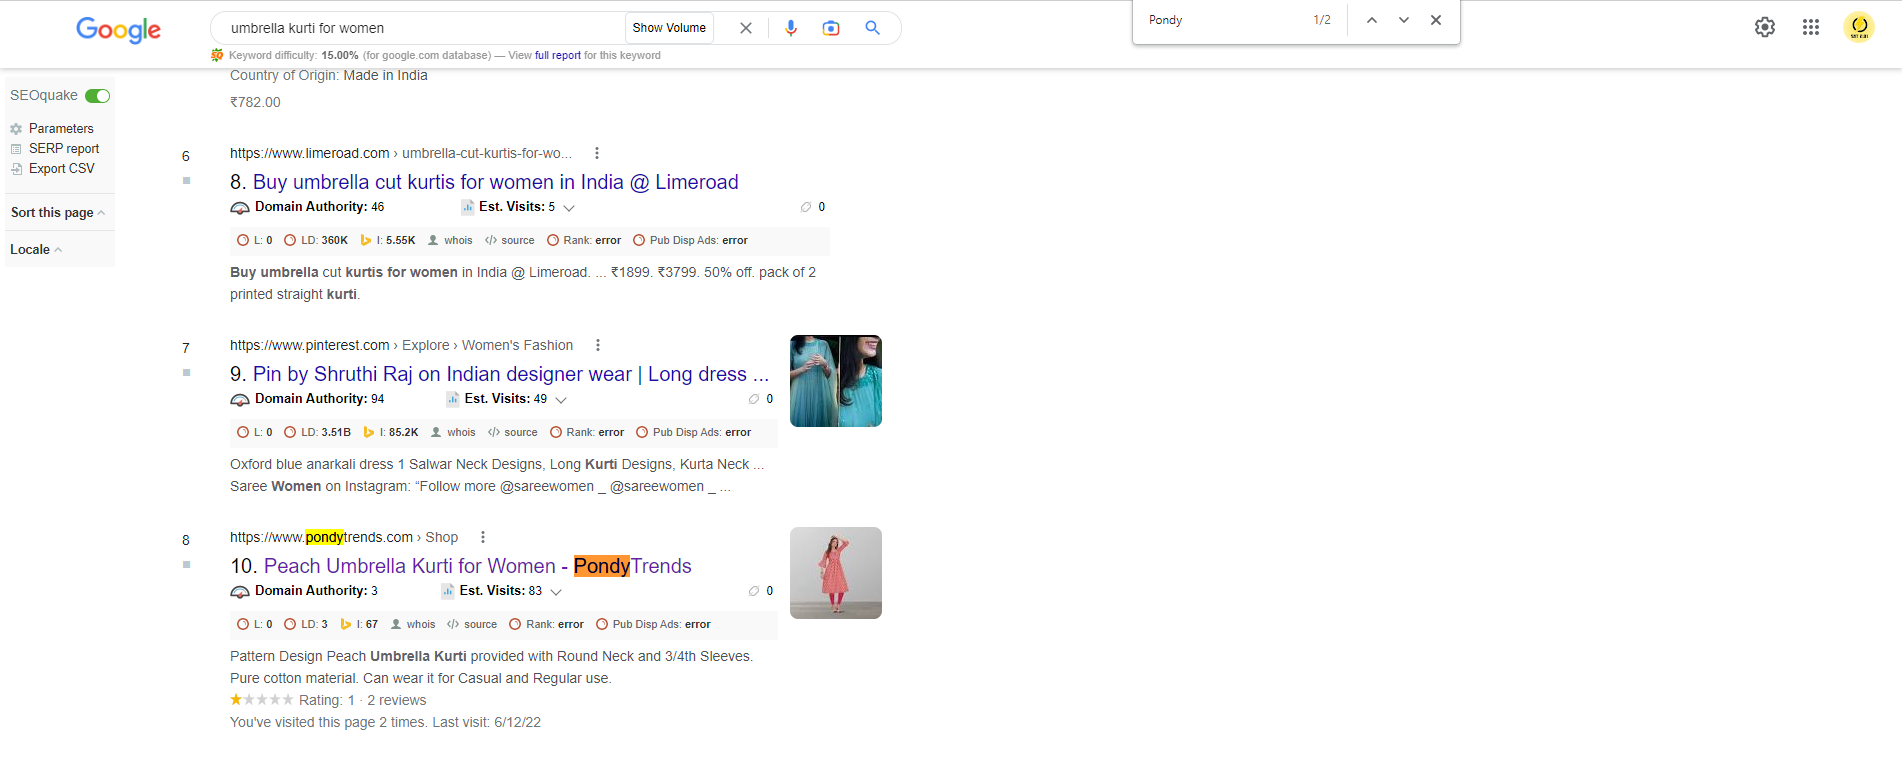 Google
umbrella kurti for women
Show Volume
Pondy
1/2
Keyword difficulty: 15.00% (for google.com database) — View full report for this keyword
SEOquake
Parameters
SERP report
Export CSV
Sort this page
Locale
Country of Origin: Made in India
₹782.00
6
https://www.limeroad.com › umbrella-cut-kurtis-for-wo...
8. Buy umbrella cut kurtis for women in India @ Limeroad
Domain Authority: 46 Est. Visits: 5 0
L: 0 LD: 360K I: 5.55K whois source Rank: error Pub Disp Ads: error
Buy umbrella cut kurtis for women in India @ Limeroad. ... ₹1899. ₹3799. 50% off. pack of 2
printed straight kurti.
7
https://www.pinterest.com › Explore › Women's Fashion
9. Pin by Shruthi Raj on Indian designer wear | Long dress ...
Domain Authority: 94 Est. Visits: 49 0
L: 0 LD: 3.51B I: 85.2K whois source Rank: error Pub Disp Ads: error
Oxford blue anarkali dress 1 Salwar Neck Designs, Long Kurti Designs, Kurta Neck ...
Saree Women on Instagram: “Follow more @sareewomen _ @sareewomen _ ...
8
https://www.pondytrends.com › Shop
10. Peach Umbrella Kurti for Women - PondyTrends
Domain Authority: 3 Est. Visits: 83 0
L: 0 LD: 3 I: 67 whois source Rank: error Pub Disp Ads: error
Pattern Design Peach Umbrella Kurti provided with Round Neck and 3/4th Sleeves.
Pure cotton material. Can wear it for Casual and Regular use.
Rating: 1 · 2 reviews
You've visited this page 2 times. Last visit: 6/12/22